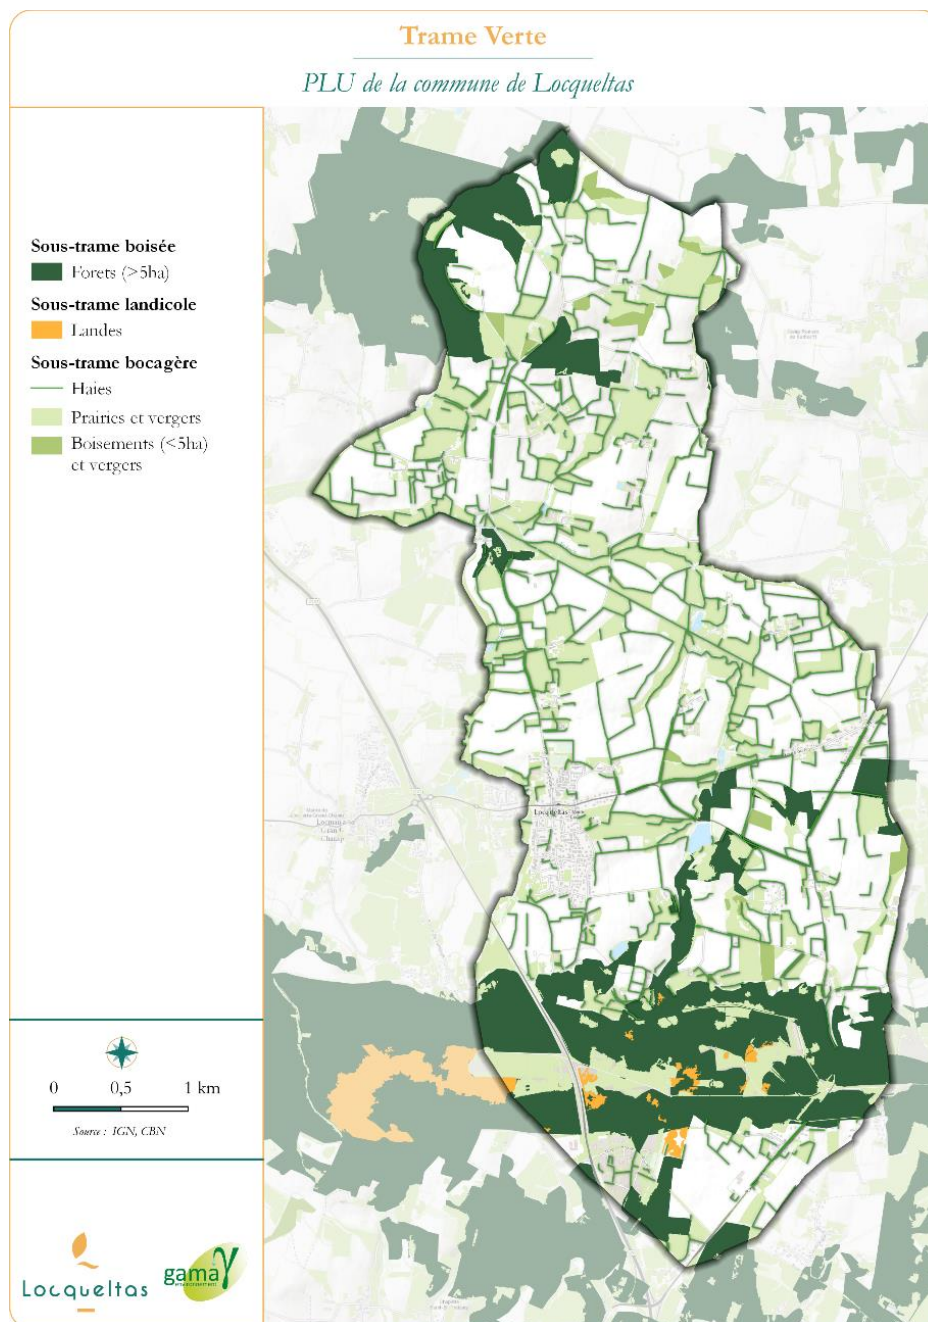 Trame Verte
PLU de la commune de Locqueltas
Sous-trame boisée
Forets (>5ha)
Sous-trame landicole
Landes
Sous-trame bocagère
Haies
Prairies et vergers
Boisements (<5ha)
et vergers
Locqueltas
0 0,5 1 km
Source : IGN, CBN
Locqueltas
gama